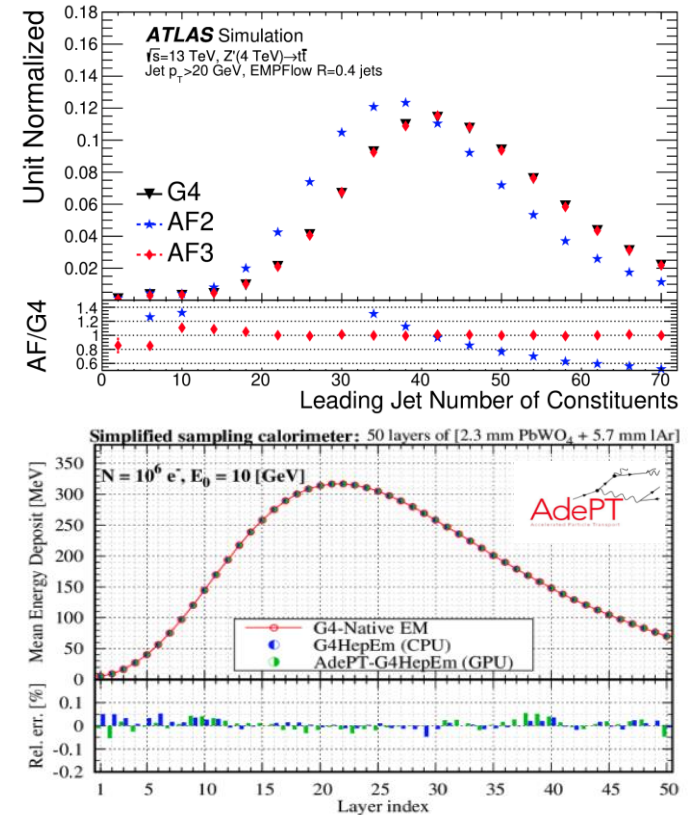 0.18
0.16
0.14
0.12
0.1
0.08
0.06
0.04
0.02
Unit Normalized
ATLAS Simulation
√s=13 TeV, Z'(4 TeV)→tt̄
Jet p_T>20 GeV, EMPFlow R=0.4 jets
G4
AF2
AF3
1.4
1.2
1
0.8
0.6
AF/G4
0 10 20 30 40 50 60 70
Leading Jet Number of Constituents
Simplified sampling calorimeter: 50 layers of [2.3 mm PbWO₄ + 5.7 mm lAr]
350
300
250
200
150
100
50
0
Mean Energy Deposit [MeV]
N = 10⁶ e⁻, E₀ = 10 [GeV]
AdePT
Accelerated Particle Transport
G4-Native EM
G4HepEm (CPU)
AdePT-G4HepEm (GPU)
0.1
0
-0.1
-0.2
Rel. err. [%]
1 5 10 15 20 25 30 35 40 45 50
Layer index